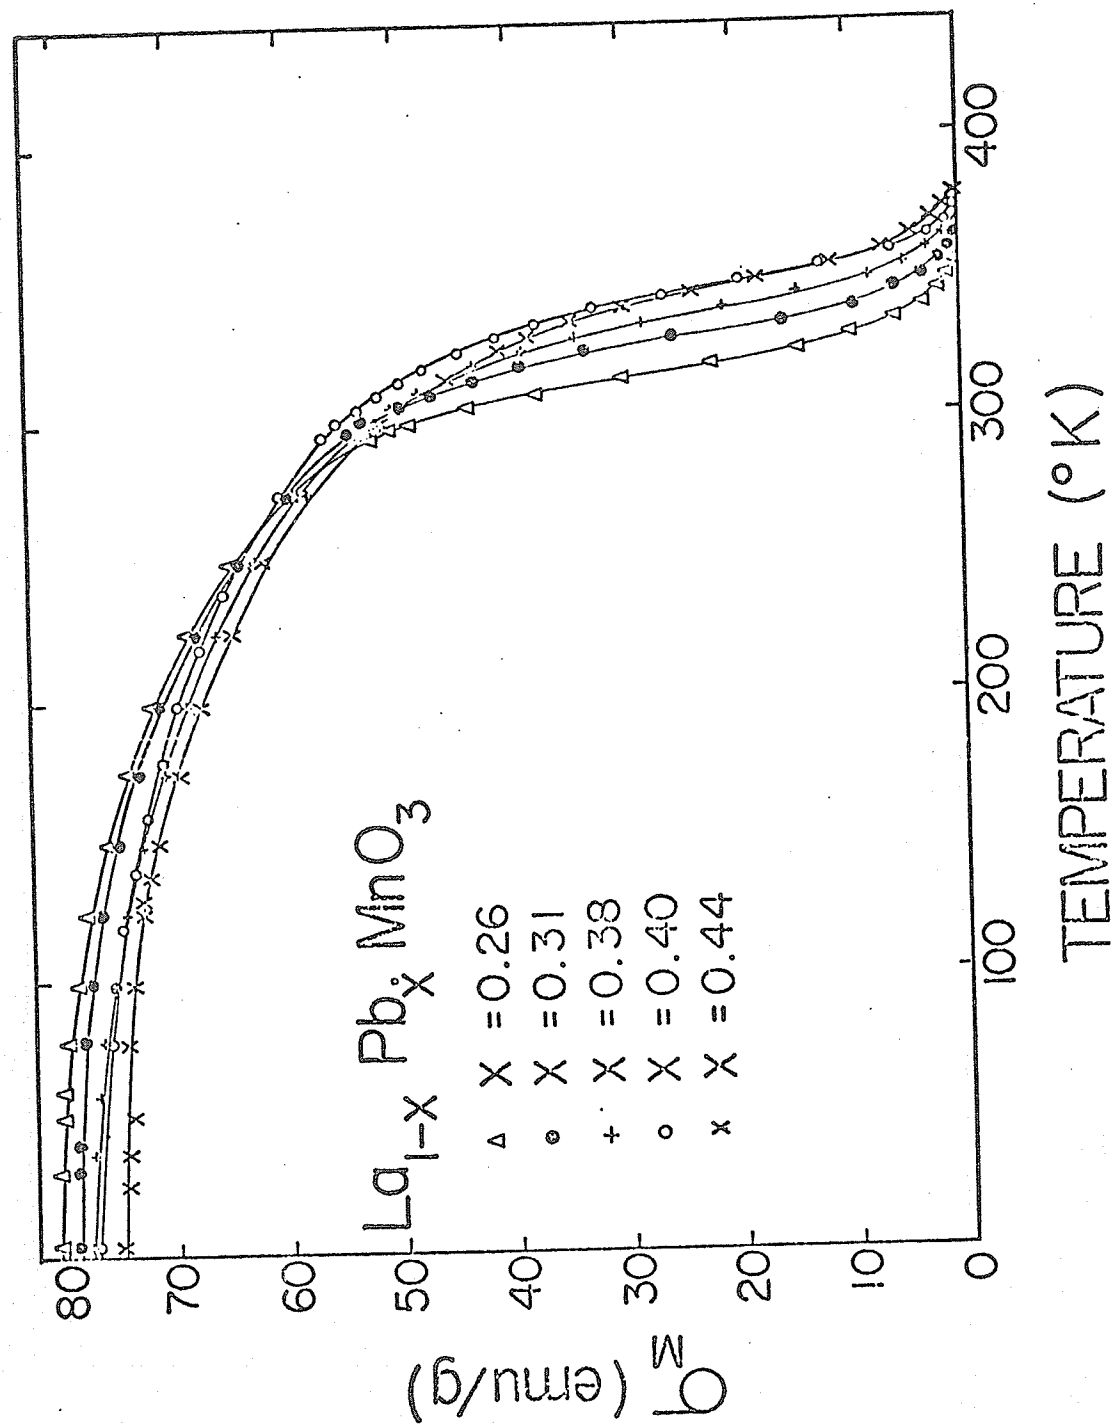 σM (emu/g)
80
70
60
50
40
30
20
10
0
La1-X PbX MnO3
X = 0.26
X = 0.31
X = 0.38
X = 0.40
X = 0.44
100
200
300
400
TEMPERATURE (°K)